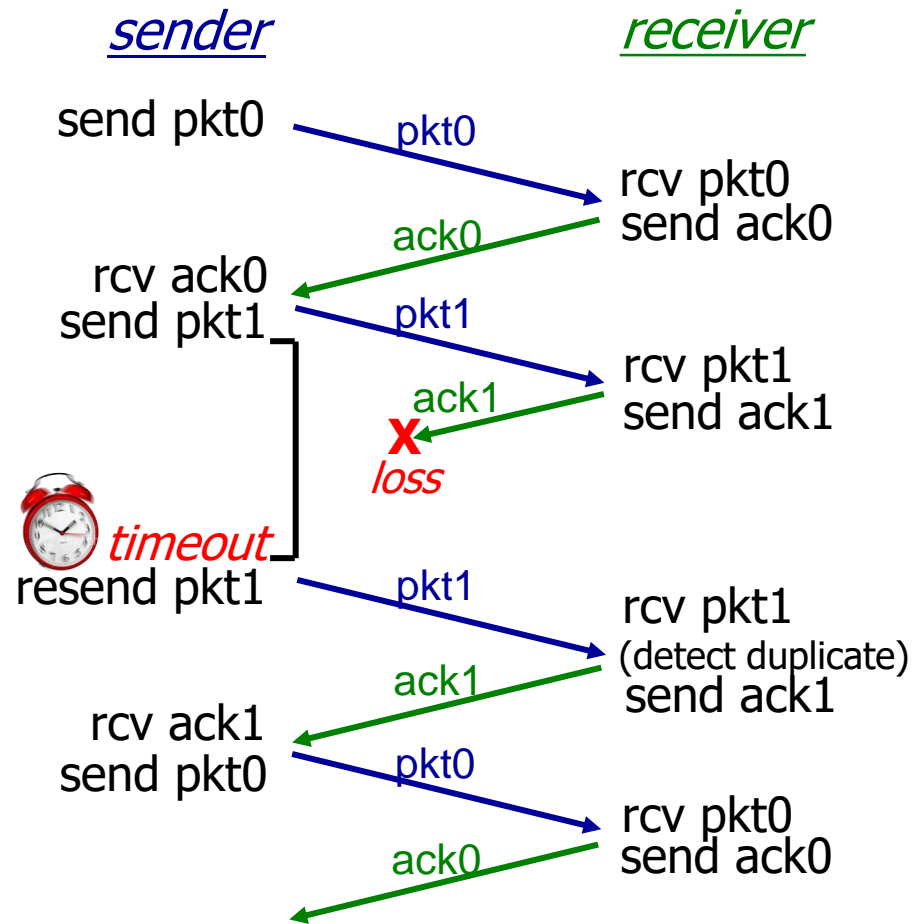 sender
receiver
send pkt0
pkt0
rcv pkt0
send ack0
ack0
rcv ack0
send pkt1
pkt1
rcv pkt1
send ack1
ack1
X
loss
timeout
resend pkt1
pkt1
rcv pkt1
(detect duplicate)
send ack1
ack1
rcv ack1
send pkt0
pkt0
rcv pkt0
send ack0
ack0